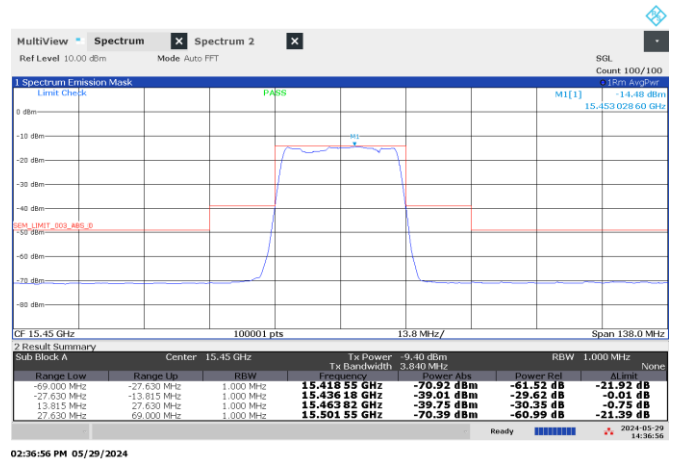 MultiView Spectrum X Spectrum 2 X
Ref Level 10.00 dBm Mode Auto FFT SGL
Count 100/100
1 Spectrum Emission Mask 1Rm AvgPwr
Limit Check PASS M1[1] -14.48 dBm
15.453 028 60 GHz
0 dBm
M1
-10 dBm
-20 dBm
-30 dBm
-40 dBm
SEM_LIMIT_003_ABS_D
-50 dBm
-60 dBm
-70 dBm
-80 dBm
CF 15.45 GHz 100001 pts 13.8 MHz/ Span 138.0 MHz
2 Result Summary
Sub Block A Center 15.45 GHz Tx Power -9.40 dBm RBW 1.000 MHz
Tx Bandwidth 3.840 MHz None
Range Low Range Up RBW Frequency Power Abs Power Rel ΔLimit
-69.000 MHz -27.630 MHz 1.000 MHz 15.418 55 GHz -70.92 dBm -61.52 dB -21.92 dB
-27.630 MHz -13.815 MHz 1.000 MHz 15.436 18 GHz -39.01 dBm -29.62 dB -0.01 dB
13.815 MHz 27.630 MHz 1.000 MHz 15.463 82 GHz -39.75 dBm -30.35 dB -0.75 dB
27.630 MHz 69.000 MHz 1.000 MHz 15.501 55 GHz -70.39 dBm -60.99 dB -21.39 dB
Ready 2024-05-29
14:36:56
02:36:56 PM 05/29/2024